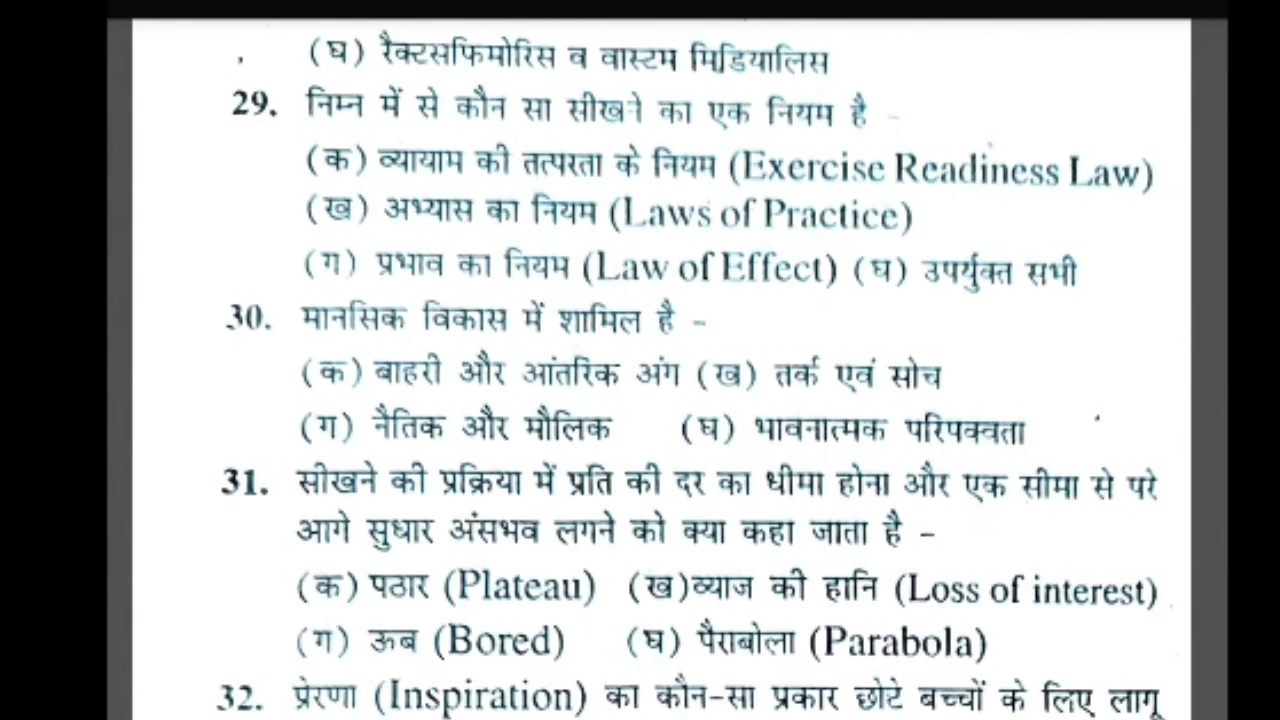 (घ) रैक्टसफिमोरिस व वास्टम मिडियालिस
29. निम्न में से कौन सा सीखने का एक नियम है -
(क) व्यायाम की तत्परता के नियम (Exercise Readiness Law)
(ख) अभ्यास का नियम (Laws of Practice)
(ग) प्रभाव का नियम (Law of Effect) (घ) उपर्युक्त सभी
30. मानसिक विकास में शामिल है -
(क) बाहरी और आंतरिक अंग (ख) तर्क एवं सोच
(ग) नैतिक और मौलिक (घ) भावनात्मक परिपक्वता
31. सीखने की प्रक्रिया में प्रति की दर का धीमा होना और एक सीमा से परे
आगे सुधार अंसभव लगने को क्या कहा जाता है -
(क) पठार (Plateau) (ख)व्याज की हानि (Loss of interest)
(ग) ऊब (Bored) (घ) पैराबोला (Parabola)
32. प्रेरणा (Inspiration) का कौन-सा प्रकार छोटे बच्चों के लिए लागू